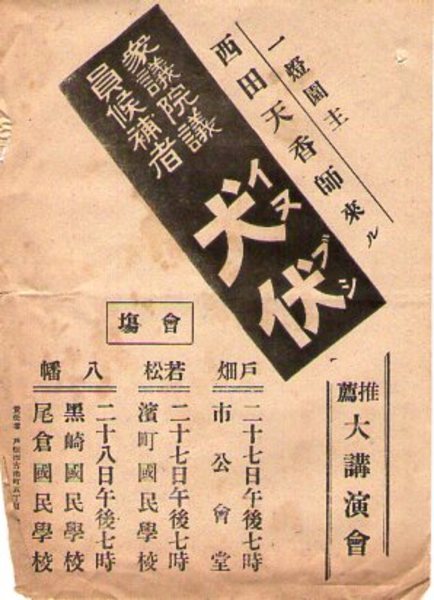 一燈園主
西田天香師來ル
衆議院議
員候補者
犬伏
イヌブシ
推薦
大講演會
會塲
戶畑
二十七日午後七時
市公會堂
若松
二十七日午後七時
濱町國民學校
八幡
二十八日午後七時
黑崎國民學校
尾倉國民學校